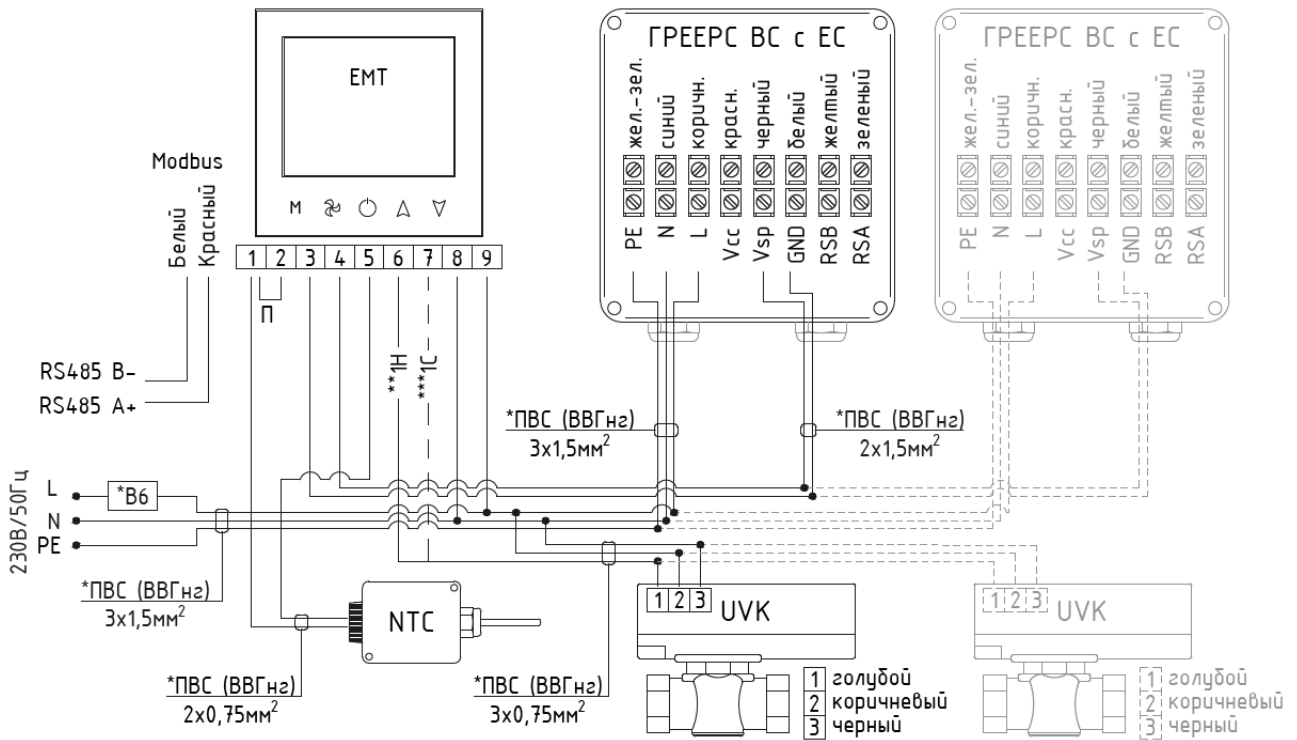 EMT
M
Modbus
Белый
Красный
1 2 3 4 5 6 7 8 9
П
**1Н
***1С
RS485 B-
RS485 A+
ГРЕЕРС ВС с ЕС
жел.-зел.
синий
коричн.
красн.
черный
белый
желтый
зеленый
PE
N
L
Vcc
Vsp
GND
RSB
RSA
ГРЕЕРС ВС с ЕС
жел.-зел.
синий
коричн.
красн.
черный
белый
желтый
зеленый
PE
N
L
Vcc
Vsp
GND
RSB
RSA
*ПВС (ВВГнг)
3х1,5мм²
*ПВС (ВВГнг)
2х1,5мм²
230В/50Гц
L
*В6
N
PE
*ПВС (ВВГнг)
3х1,5мм²
NTC
*ПВС (ВВГнг)
2х0,75мм²
*ПВС (ВВГнг)
3х0,75мм²
1 2 3
UVK
1 голубой
2 коричневый
3 черный
1 2 3
UVK
1 голубой
2 коричневый
3 черный